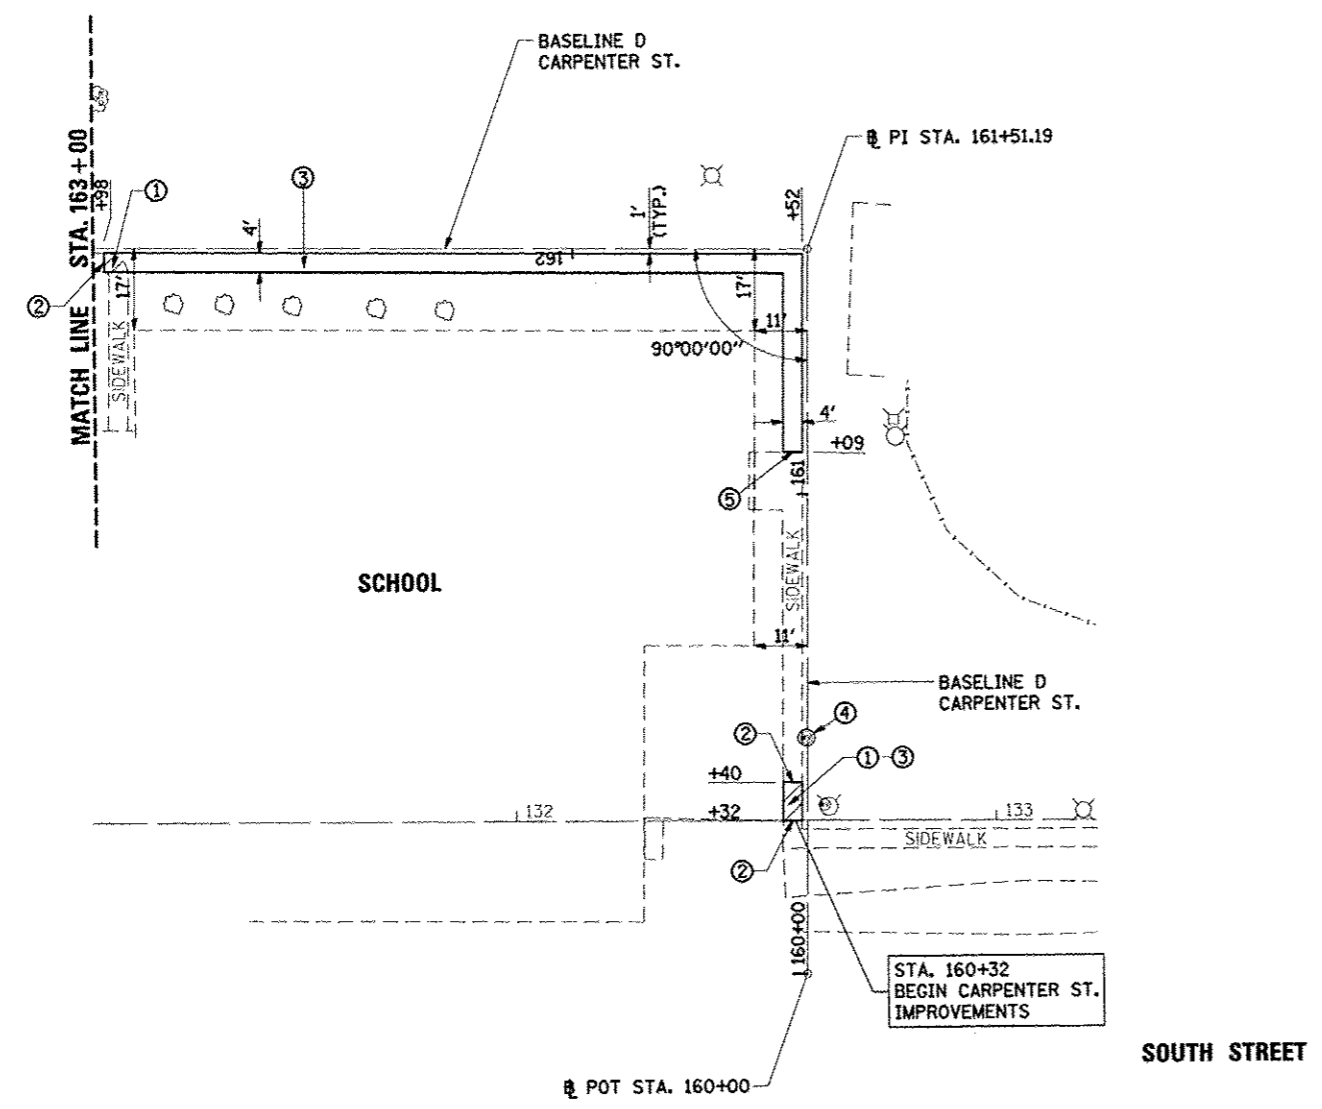 BASELINE D
CARPENTER ST.
℄ PI STA. 161+51.19
MATCH LINE STA. 163+00
+98
1
3
4'
1'
(TYP.)
+52
2
17'
162
17'
11'
90°00'00"
SIDEWALK
4'
+09
5
161
SIDEWALK
SCHOOL
11'
BASELINE D
CARPENTER ST.
4
2
1-3
+40
+32
132
133
SIDEWALK
2
160+00
STA. 160+32
BEGIN CARPENTER ST.
IMPROVEMENTS
SOUTH STREET
℄ POT STA. 160+00